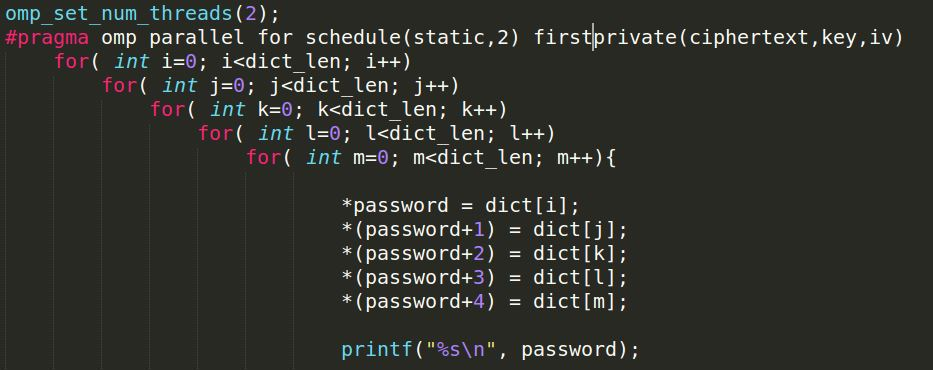 omp_set_num_threads(2);
#pragma omp parallel for schedule(static,2) firstprivate(ciphertext,key,iv)
for( int i=0; i<dict_len; i++)
for( int j=0; j<dict_len; j++)
for( int k=0; k<dict_len; k++)
for( int l=0; l<dict_len; l++)
for( int m=0; m<dict_len; m++){
*password = dict[i];
*(password+1) = dict[j];
*(password+2) = dict[k];
*(password+3) = dict[l];
*(password+4) = dict[m];
printf("%s\n", password);